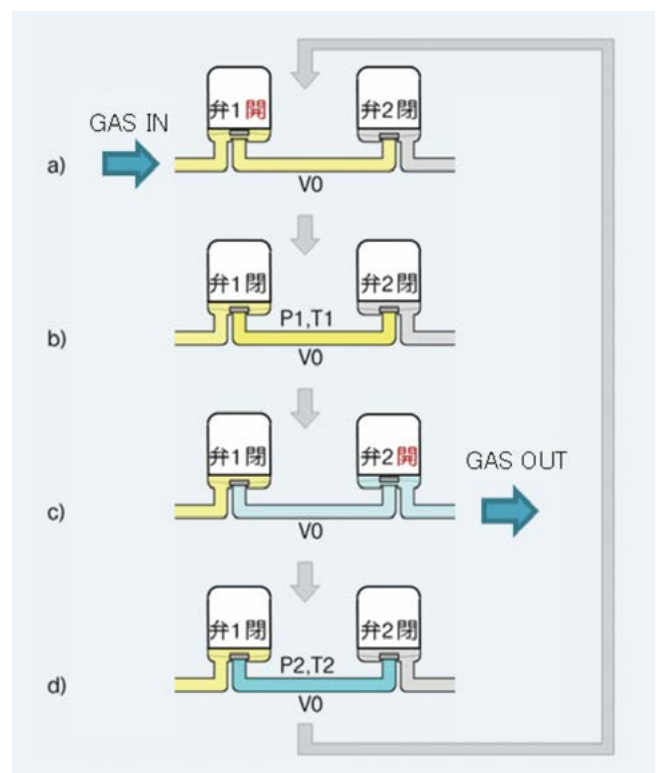 弁1開
弁2閉
GAS IN
a)
V0
弁1閉
弁2閉
P1,T1
b)
V0
弁1閉
弁2開
GAS OUT
c)
V0
弁1閉
弁2閉
P2,T2
d)
V0